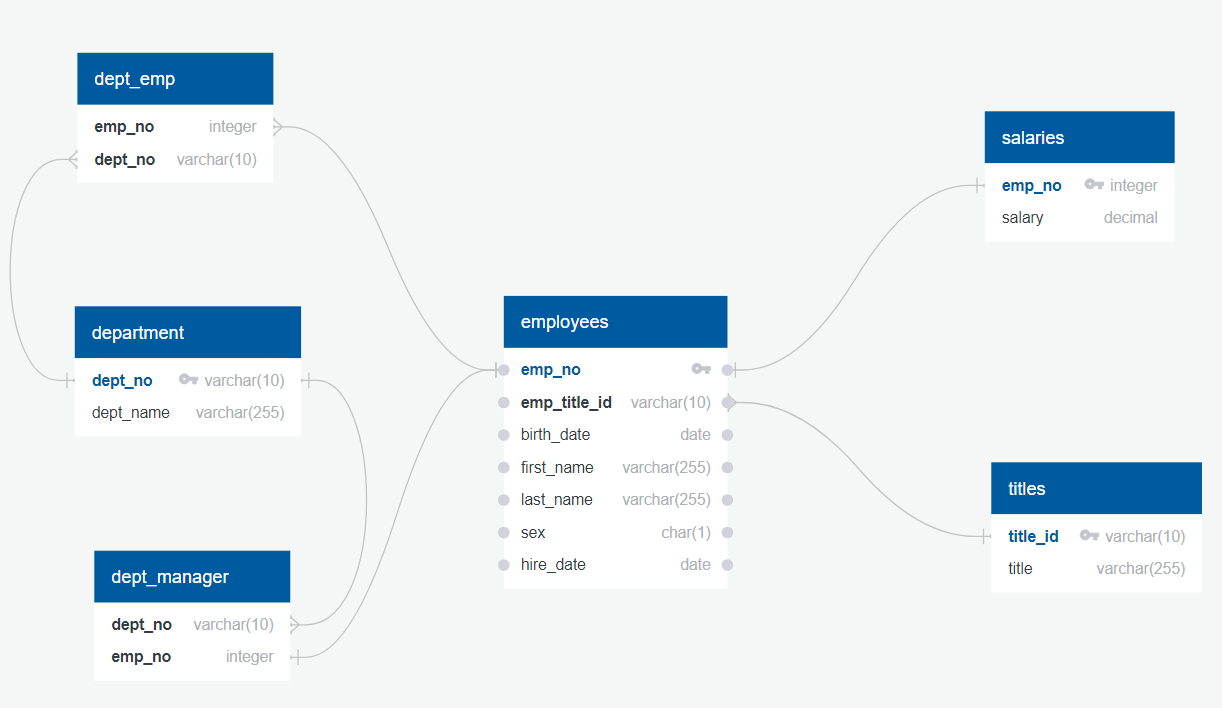 dept_emp
emp_no integer
dept_no varchar(10)
department
dept_no varchar(10)
dept_name varchar(255)
dept_manager
dept_no varchar(10)
emp_no integer
employees
emp_no
emp_title_id varchar(10)
birth_date date
first_name varchar(255)
last_name varchar(255)
sex char(1)
hire_date date
salaries
emp_no integer
salary decimal
titles
title_id varchar(10)
title varchar(255)